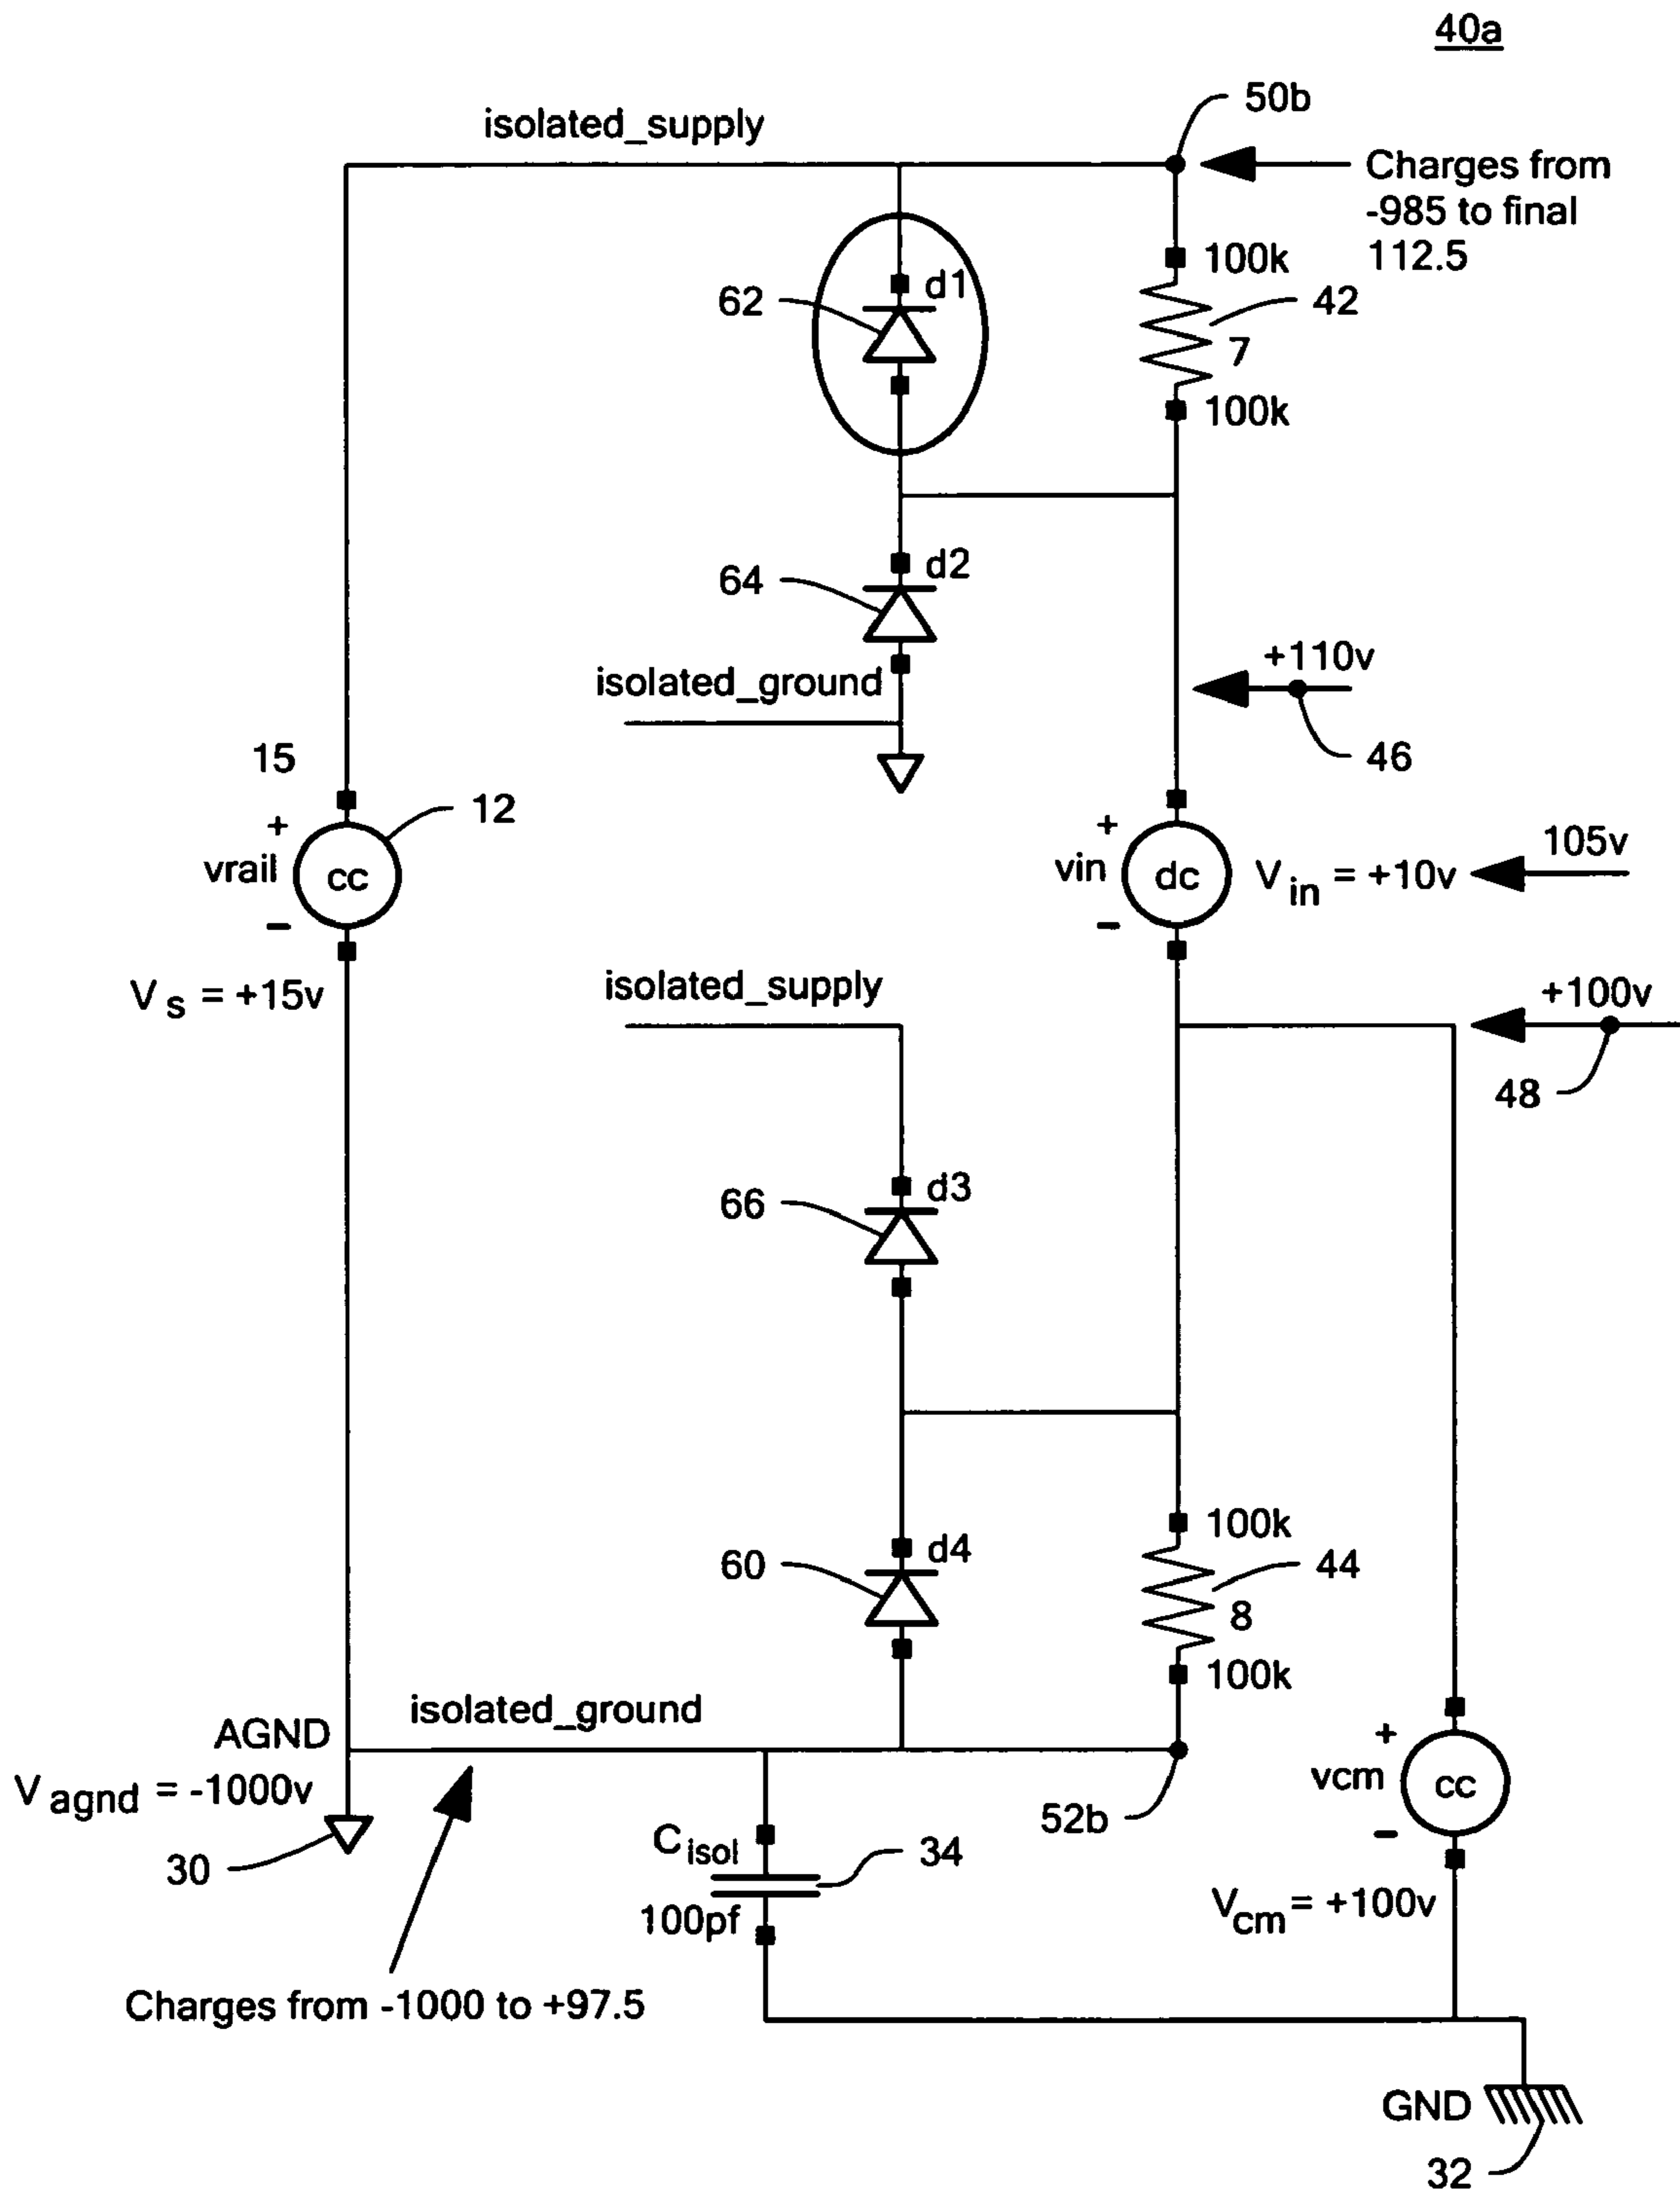 40a
50b
isolated_supply
Charges from
-985 to final
112.5
100k
d1
62
42
7
100k
d2
64
+110v
isolated_ground
46
15
+
12
+
105v
vrail
cc
vin
dc
V in = +10v
-
-
isolated_supply
V s = +15v
+100v
48
d3
66
100k
d4
60
44
8
100k
isolated_ground
AGND
+
V agnd = -1000v
vcm
cc
52b
C isol
34
-
30
100pf
V cm = +100v
Charges from -1000 to +97.5
GND
32